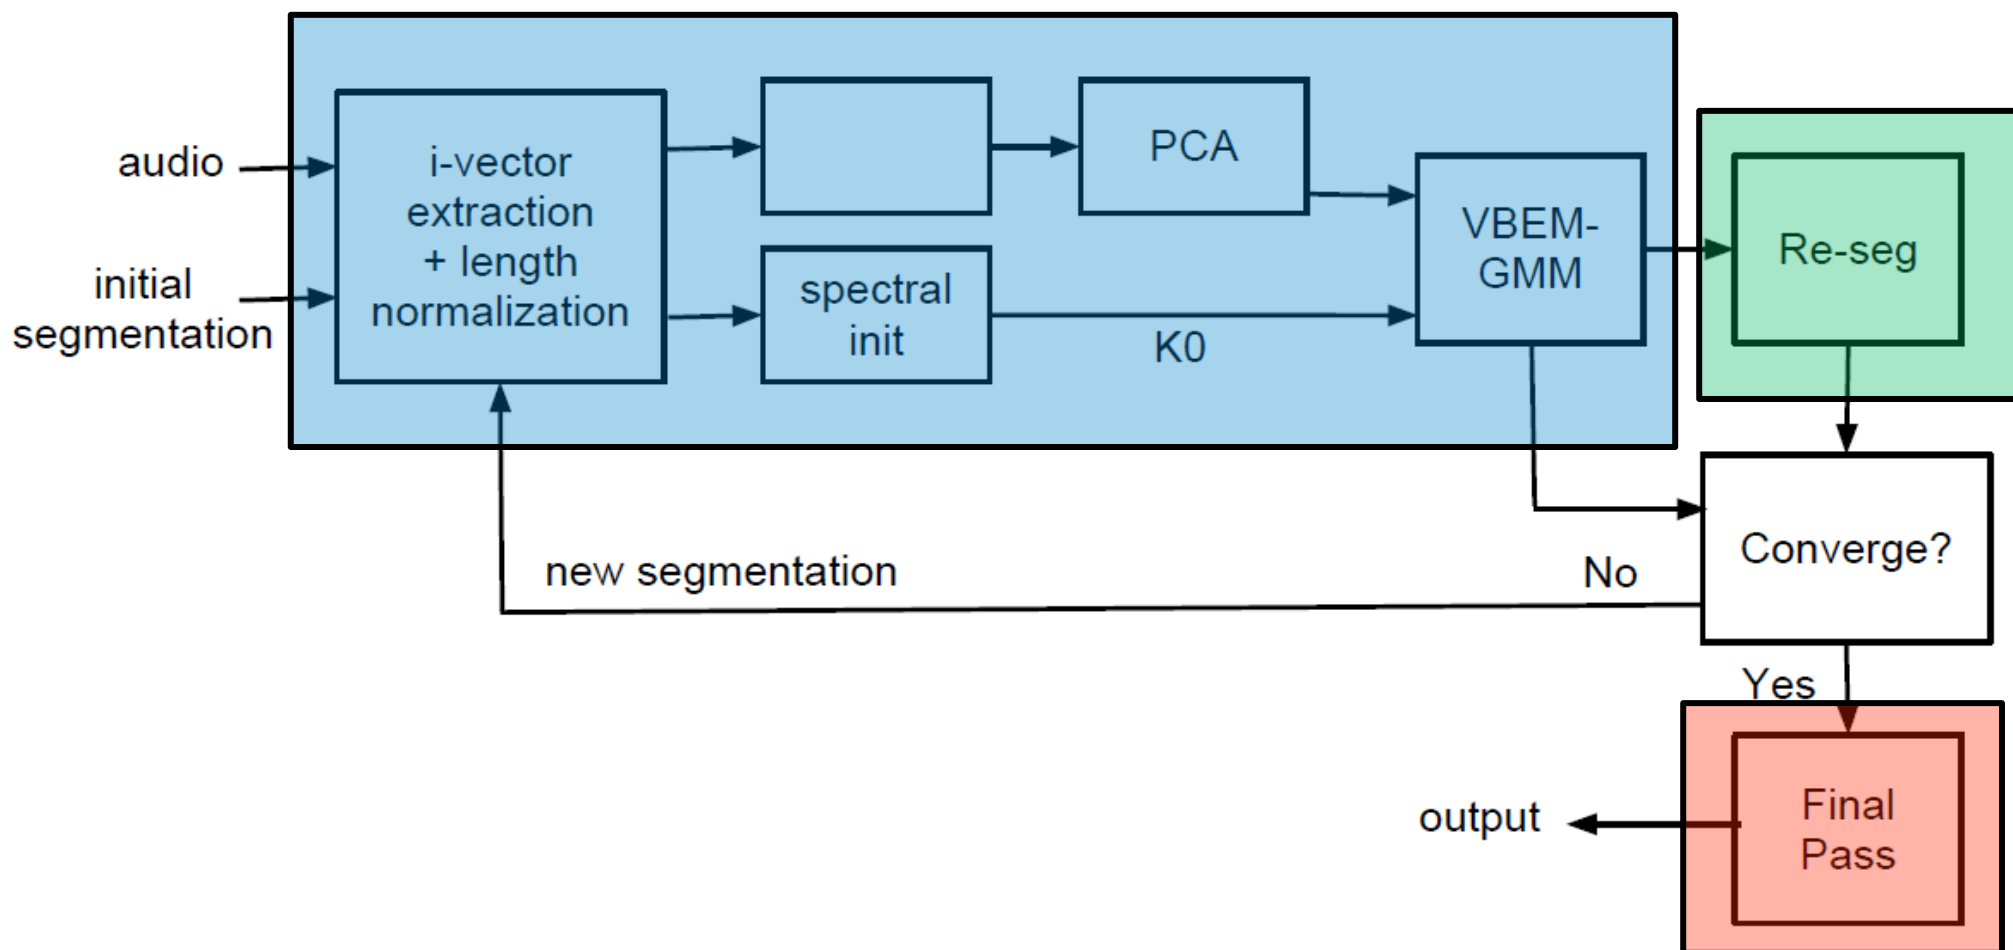 audio
initial
segmentation
i-vector
extraction
+ length
normalization
PCA
spectral
init
K0
VBEM-
GMM
Re-seg
Converge?
No
new segmentation
Yes
Final
Pass
output